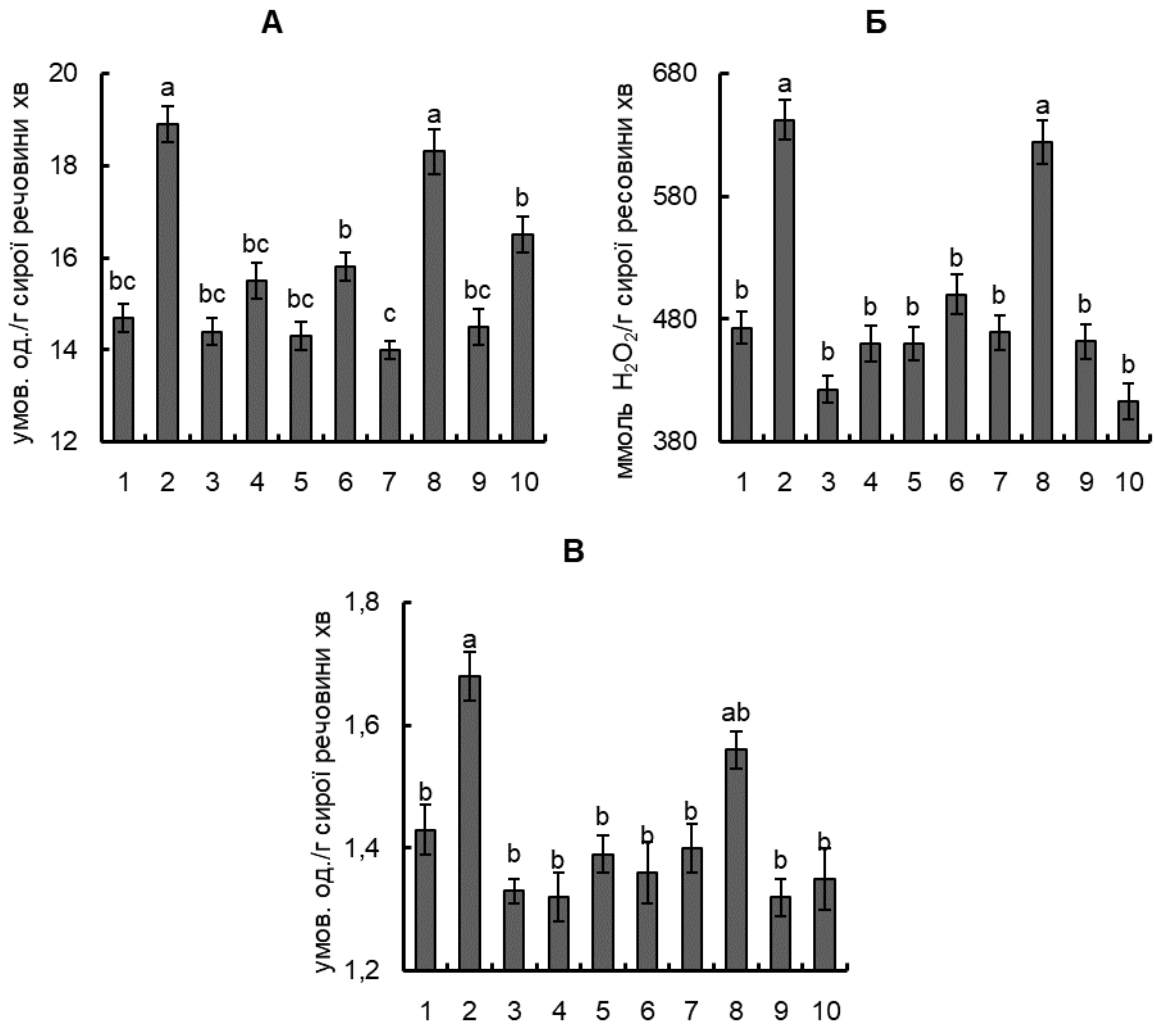 А
умов. од./г сирої речовини хв
20
18
16
14
12
bc
a
bc
bc
bc
b
c
a
bc
b
1 2 3 4 5 6 7 8 9 10
Б
ммоль H₂O₂/г сирої ресовини хв
680
580
480
380
b
a
b
b
b
b
b
a
b
b
1 2 3 4 5 6 7 8 9 10
В
умов. од./г сирої речовини хв
1,8
1,6
1,4
1,2
b
a
b
b
b
b
b
ab
b
b
1 2 3 4 5 6 7 8 9 10